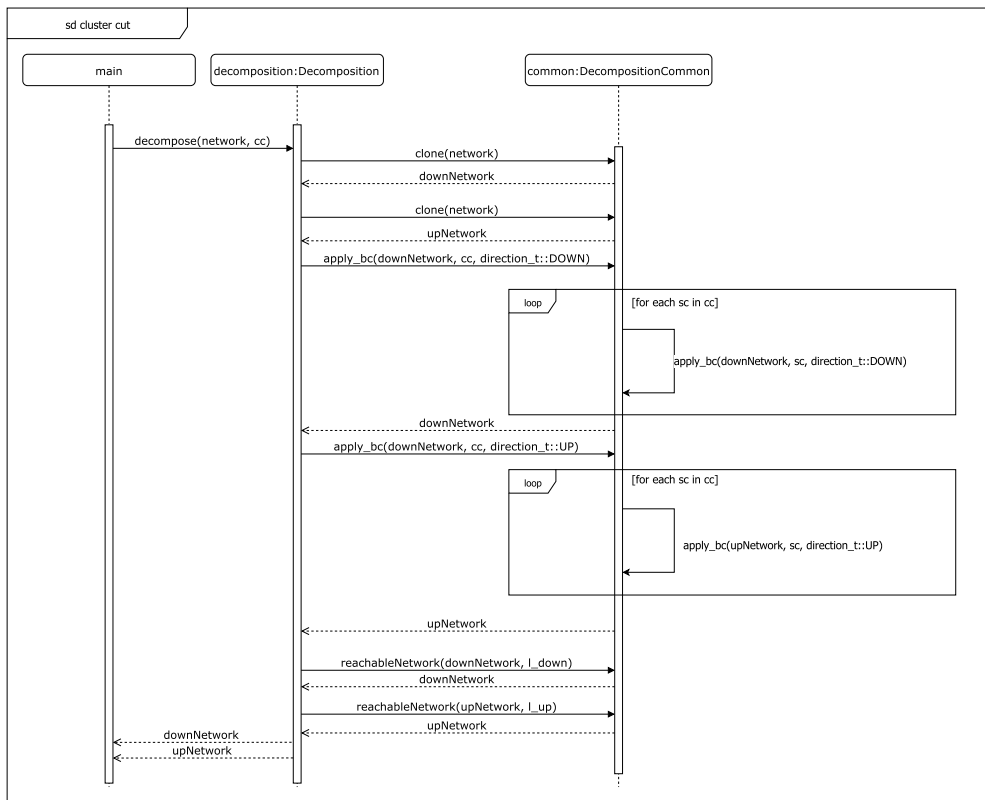 sd cluster cut
main
decomposition:Decomposition
common:DecompositionCommon
decompose(network, cc)
clone(network)
downNetwork
clone(network)
upNetwork
apply_bc(downNetwork, cc, direction_t::DOWN)
loop
[for each sc in cc]
apply_bc(downNetwork, sc, direction_t::DOWN)
downNetwork
apply_bc(downNetwork, cc, direction_t::UP)
loop
[for each sc in cc]
apply_bc(upNetwork, sc, direction_t::UP)
upNetwork
reachableNetwork(downNetwork, l_down)
downNetwork
reachableNetwork(upNetwork, l_up)
upNetwork
downNetwork
upNetwork